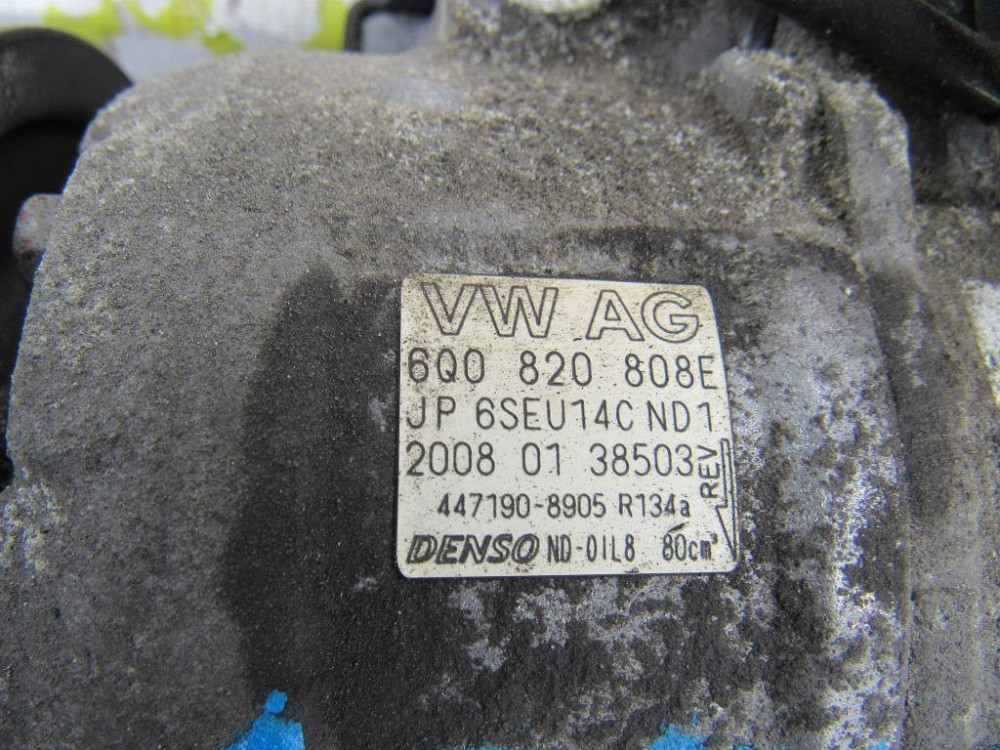 VW AG
6Q0 820 808E
JP 6SEU14C ND1
2008 01 38503
REV
447190-8905 R134a
DENSO ND-OIL8 80cm³